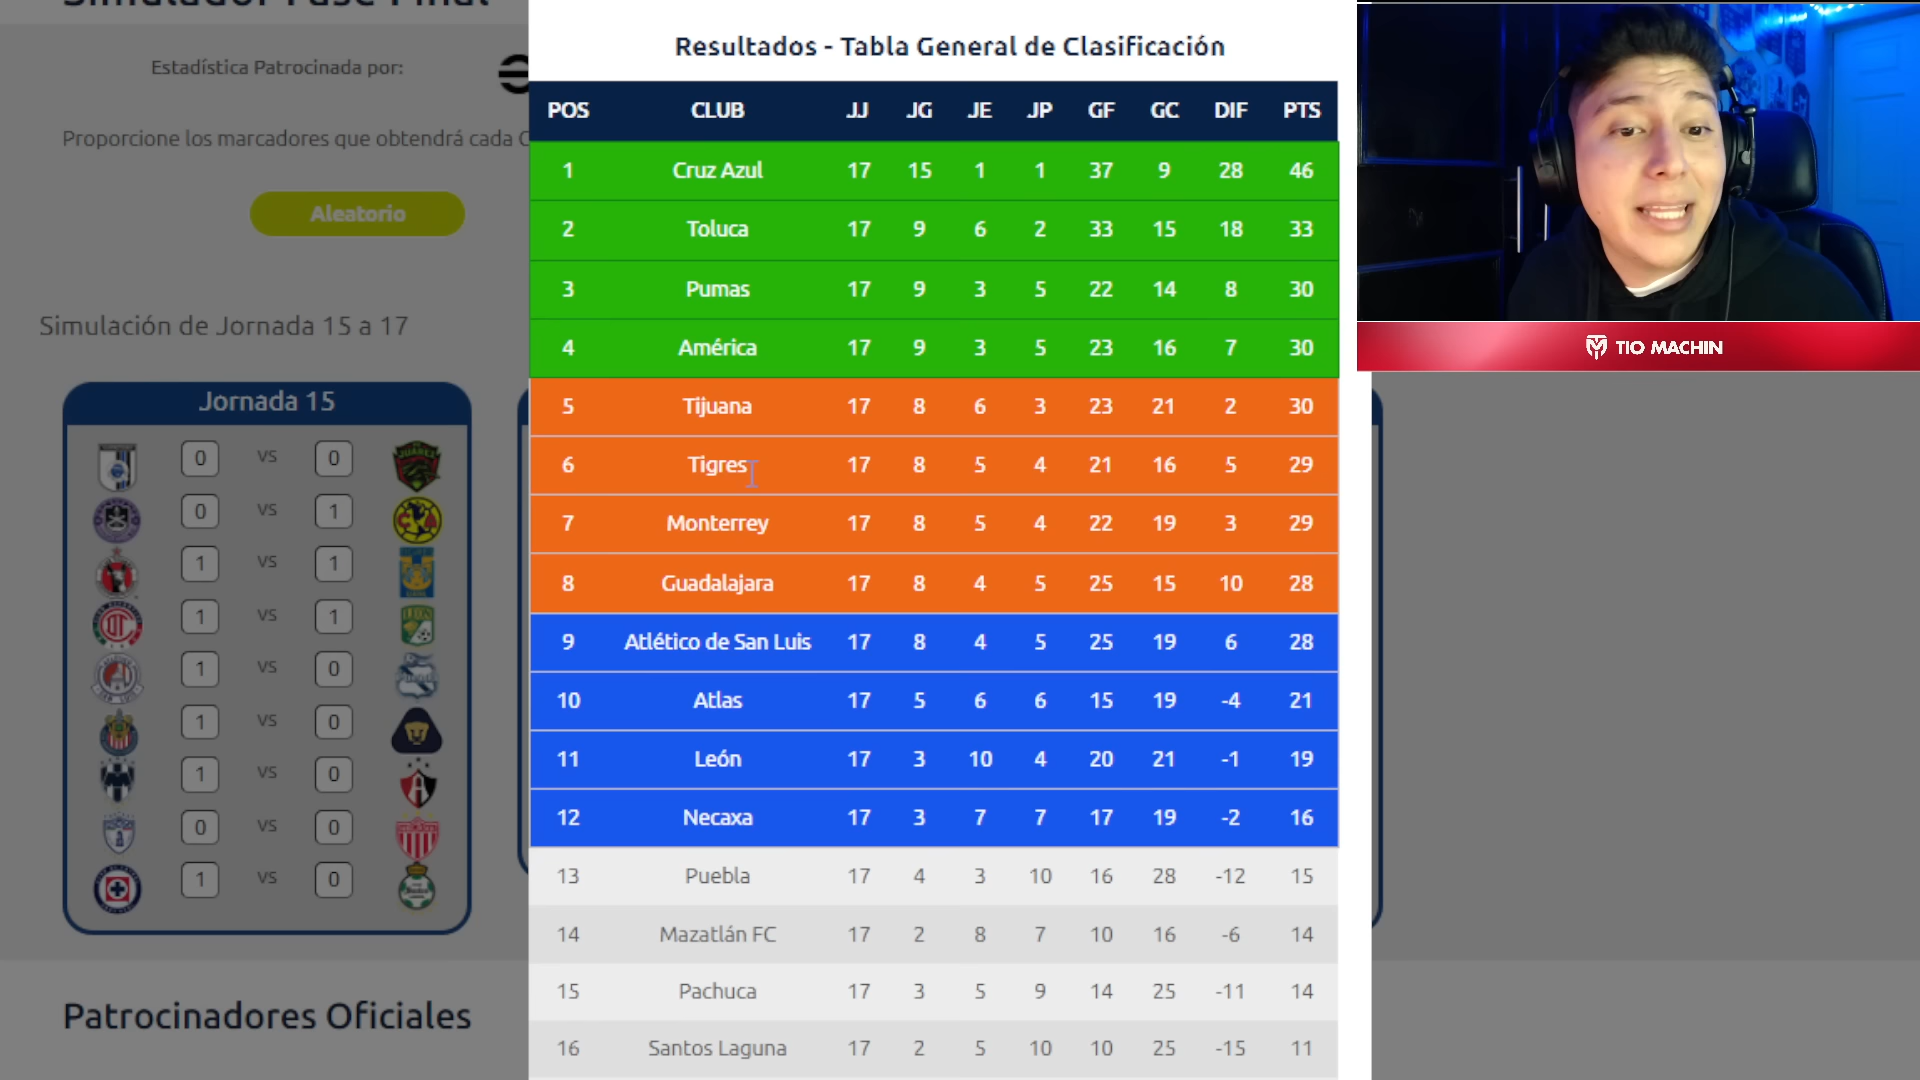 Simulador Fase Final
Estadística Patrocinada por:
Proporcione los marcadores que obtendrá cada C
Aleatorio
Simulación de Jornada 15 a 17
Jornada 15
0 VS 0
0 VS 1
1 VS 1
1 VS 1
1 VS 0
1 VS 0
1 VS 0
0 VS 0
1 VS 0
Patrocinadores Oficiales
Resultados - Tabla General de Clasificación
POS CLUB JJ JG JE JP GF GC DIF PTS
1 Cruz Azul 17 15 1 1 37 9 28 46
2 Toluca 17 9 6 2 33 15 18 33
3 Pumas 17 9 3 5 22 14 8 30
4 América 17 9 3 5 23 16 7 30
5 Tijuana 17 8 6 3 23 21 2 30
6 Tigres 17 8 5 4 21 16 5 29
7 Monterrey 17 8 5 4 22 19 3 29
8 Guadalajara 17 8 4 5 25 15 10 28
9 Atlético de San Luis 17 8 4 5 25 19 6 28
10 Atlas 17 5 6 6 15 19 -4 21
11 León 17 3 10 4 20 21 -1 19
12 Necaxa 17 3 7 7 17 19 -2 16
13 Puebla 17 4 3 10 16 28 -12 15
14 Mazatlán FC 17 2 8 7 10 16 -6 14
15 Pachuca 17 3 5 9 14 25 -11 14
16 Santos Laguna 17 2 5 10 10 25 -15 11
TIO MACHIN